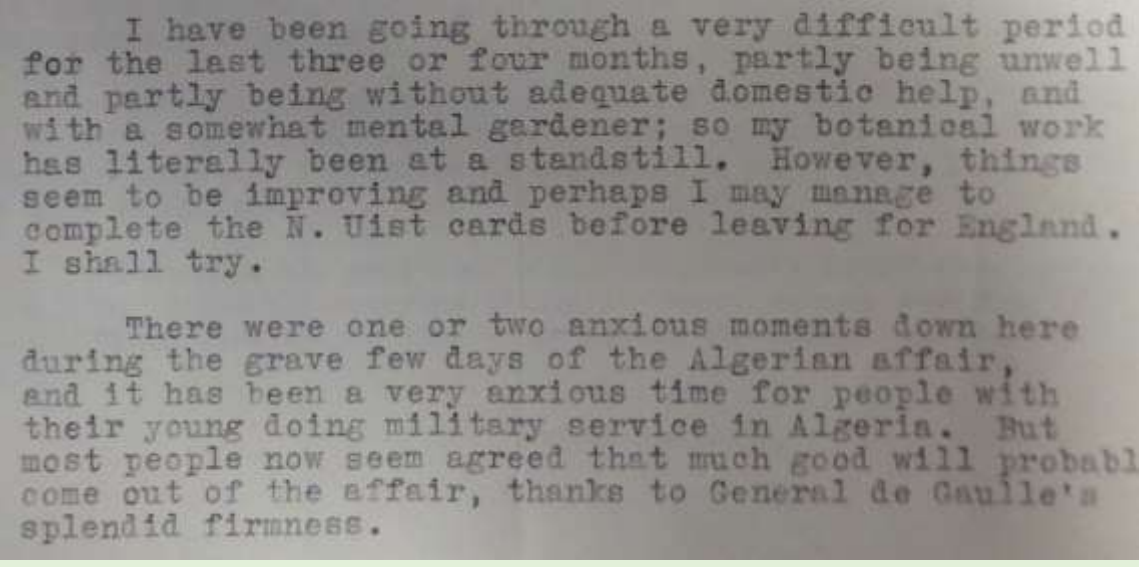 I have been going through a very difficult period
for the last three or four months, partly being unwell
and partly being without adequate domestic help, and
with a somewhat mental gardener; so my botanical work
has literally been at a standstill. However, things
seem to be improving and perhaps I may manage to
complete the N. Uist cards before leaving for England.
I shall try.
There were one or two anxious moments down here
during the grave few days of the Algerian affair,
and it has been a very anxious time for people with
their young doing military service in Algeria. But
most people now seem agreed that much good will probabl
come out of the affair, thanks to General de Gaulle's
splendid firmness.